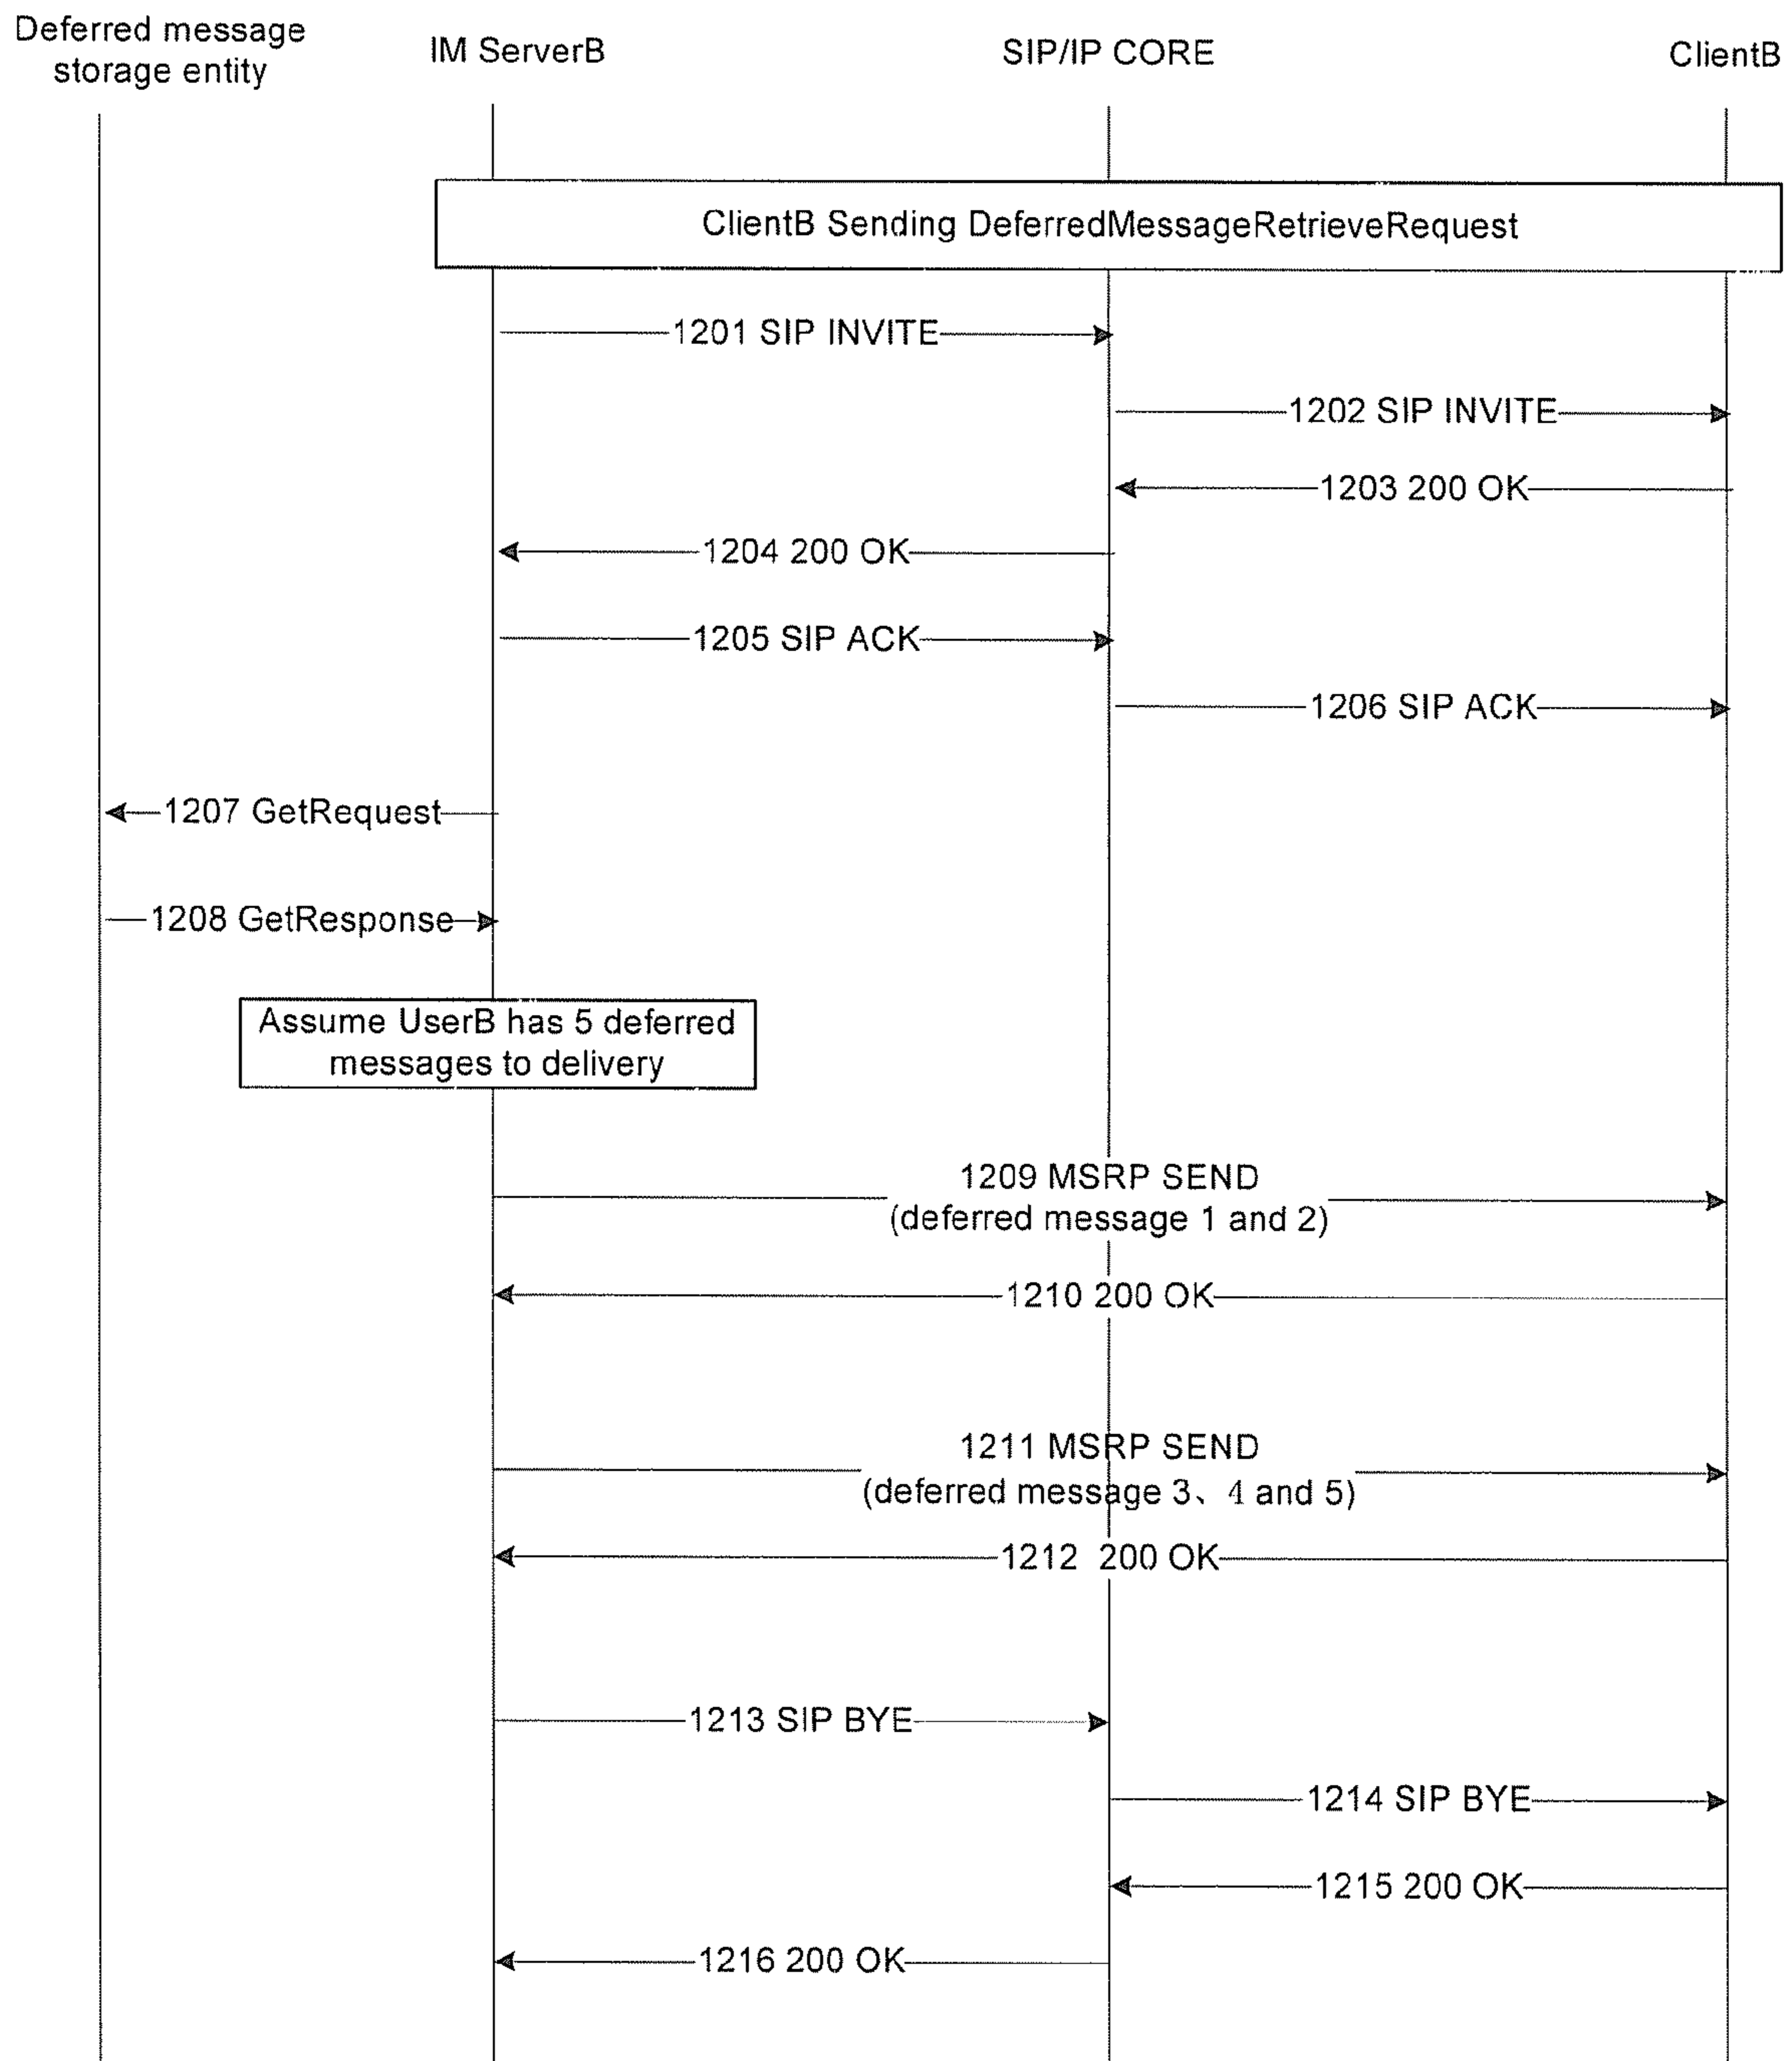 Deferred message
storage entity
IM ServerB
SIP/IP CORE
ClientB
ClientB Sending DeferredMessageRetrieveRequest
1201 SIP INVITE
1202 SIP INVITE
1203 200 OK
1204 200 OK
1205 SIP ACK
1206 SIP ACK
1207 GetRequest
1208 GetResponse
Assume UserB has 5 deferred
messages to delivery
1209 MSRP SEND
(deferred message 1 and 2)
1210 200 OK
1211 MSRP SEND
(deferred message 3、4 and 5)
1212 200 OK
1213 SIP BYE
1214 SIP BYE
1215 200 OK
1216 200 OK